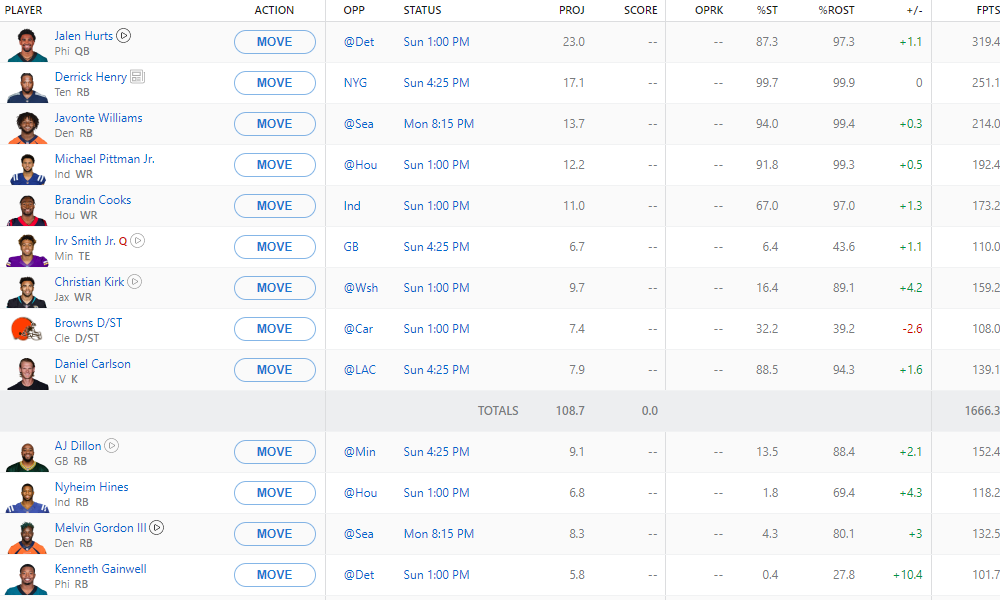 PLAYER ACTION OPP STATUS PROJ SCORE OPRK %ST %ROST +/- FPTS
Jalen Hurts
Phi QB
MOVE @Det Sun 1:00 PM 23.0 -- -- 87.3 97.3 +1.1 319.4
Derrick Henry
Ten RB
MOVE NYG Sun 4:25 PM 17.1 -- -- 99.7 99.9 0 251.1
Javonte Williams
Den RB
MOVE @Sea Mon 8:15 PM 13.7 -- -- 94.0 99.4 +0.3 214.0
Michael Pittman Jr.
Ind WR
MOVE @Hou Sun 1:00 PM 12.2 -- -- 91.8 99.3 +0.5 192.4
Brandin Cooks
Hou WR
MOVE Ind Sun 1:00 PM 11.0 -- -- 67.0 97.0 +1.3 173.2
Irv Smith Jr. Q
Min TE
MOVE GB Sun 4:25 PM 6.7 -- -- 6.4 43.6 +1.1 110.0
Christian Kirk
Jax WR
MOVE @Wsh Sun 1:00 PM 9.7 -- -- 16.4 89.1 +4.2 159.2
Browns D/ST
Cle D/ST
MOVE @Car Sun 1:00 PM 7.4 -- -- 32.2 39.2 -2.6 108.0
Daniel Carlson
LV K
MOVE @LAC Sun 4:25 PM 7.9 -- -- 88.5 94.3 +1.6 139.1
TOTALS 108.7 0.0 1666.3
AJ Dillon
GB RB
MOVE @Min Sun 4:25 PM 9.1 -- -- 13.5 88.4 +2.1 152.4
Nyheim Hines
Ind RB
MOVE @Hou Sun 1:00 PM 6.8 -- -- 1.8 69.4 +4.3 118.2
Melvin Gordon III
Den RB
MOVE @Sea Mon 8:15 PM 8.3 -- -- 4.3 80.1 +3 132.5
Kenneth Gainwell
Phi RB
MOVE @Det Sun 1:00 PM 5.8 -- -- 0.4 27.8 +10.4 101.7